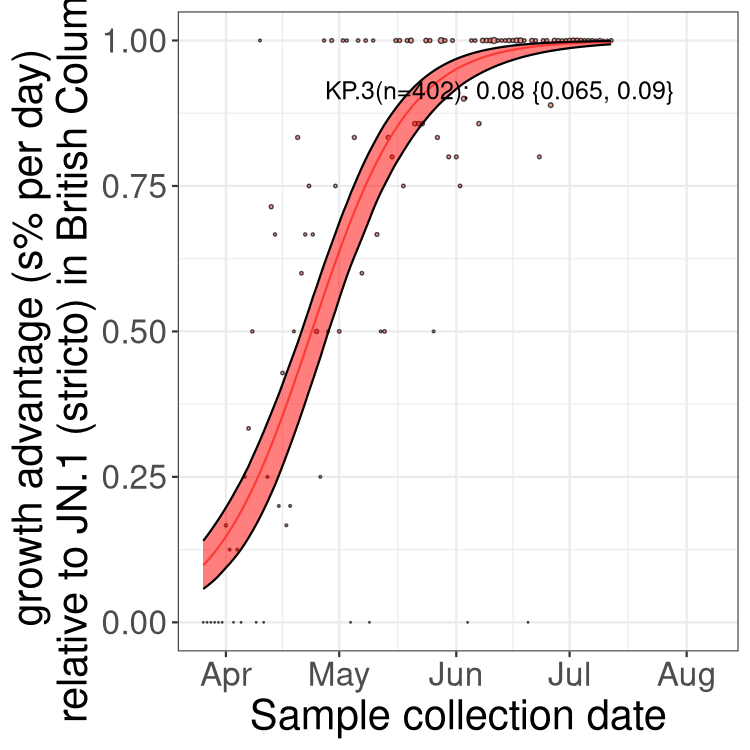 growth advantage (s% per day)
relative to JN.1 (stricto) in British Colum
1.00
0.75
0.50
0.25
0.00
KP.3(n=402): 0.08 {0.065, 0.09}
Apr May Jun Jul Aug
Sample collection date